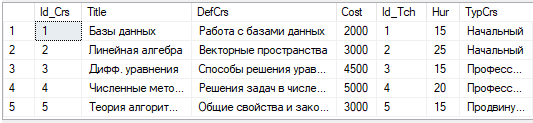 Id_Crs Title DefCrs Cost Id_Tch Hur TypCrs
1 1 Базы данных Работа с базами данных 2000 1 15 Начальный
2 2 Линейная алгебра Векторные пространства 3000 2 25 Начальный
3 3 Дифф. уравнения Способы решения урав... 4500 3 15 Професс...
4 4 Численные мето... Решения задач в числе... 5000 4 20 Професс...
5 5 Теория алгорит... Общие свойства и зако... 3000 5 15 Продвину...